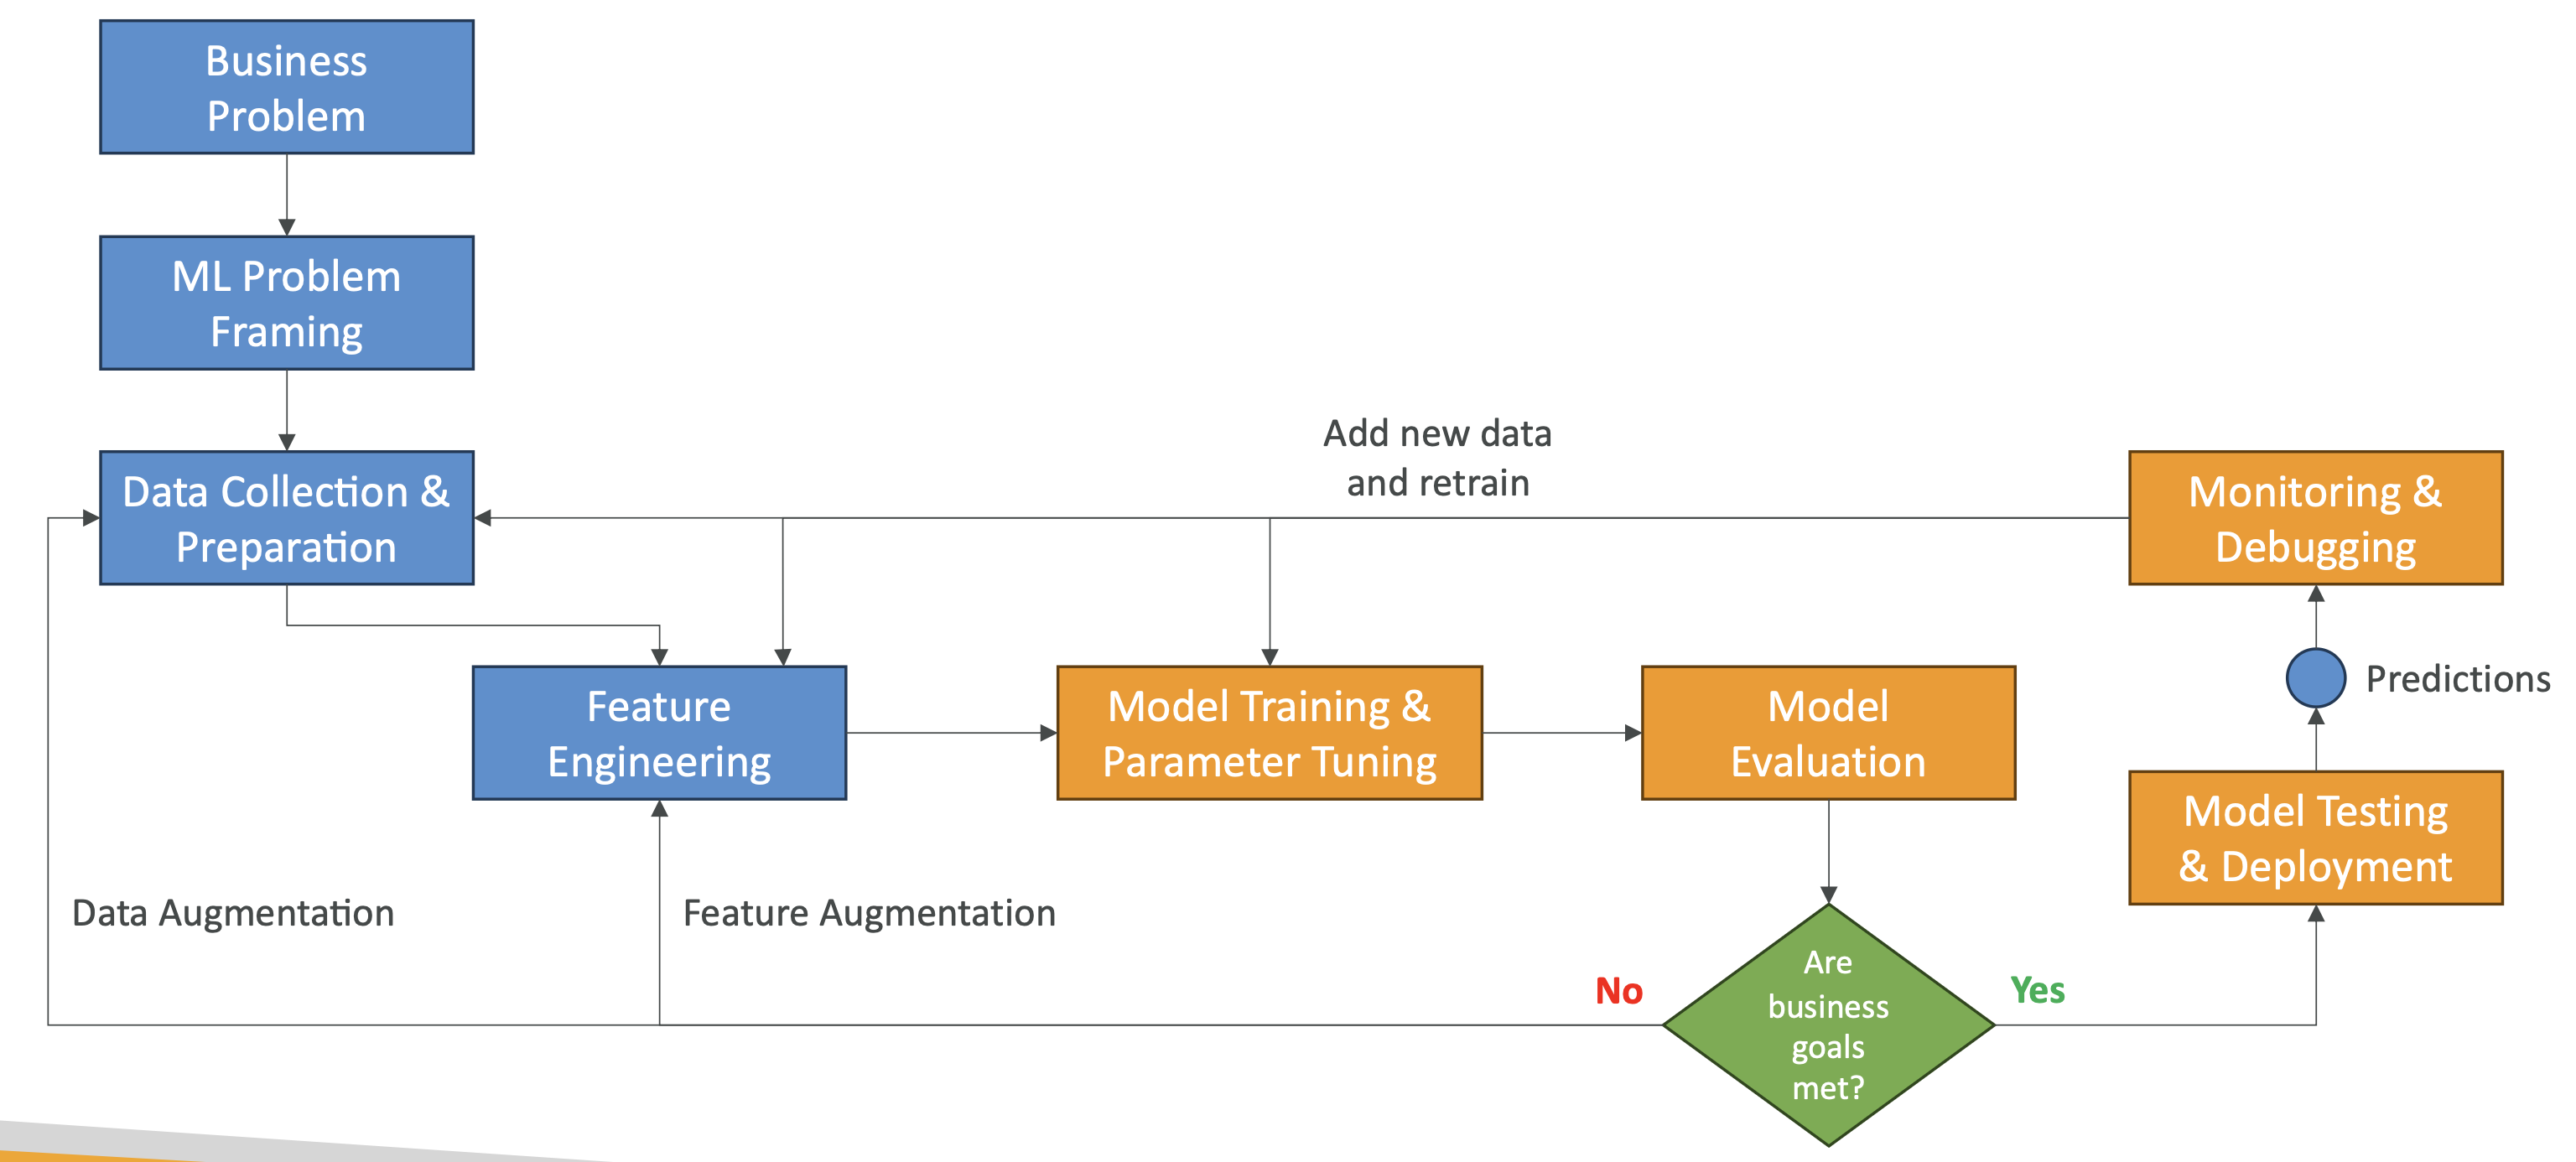 Business
Problem
ML Problem
Framing
Data Collection &
Preparation
Add new data
and retrain
Monitoring &
Debugging
Predictions
Feature
Engineering
Model Training &
Parameter Tuning
Model
Evaluation
Model Testing
& Deployment
Data Augmentation
Feature Augmentation
No
Are
business
goals
met?
Yes